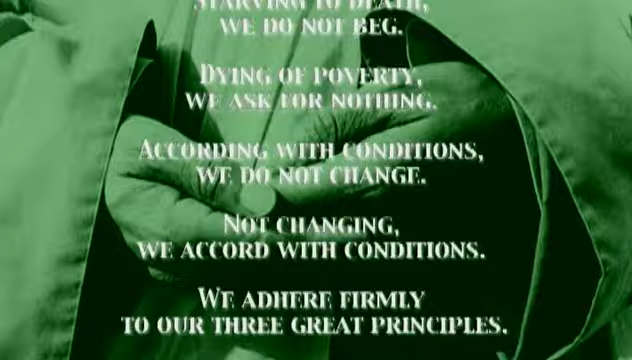 STARVING TO DEATH,
WE DO NOT BEG.
DYING OF POVERTY,
WE ASK FOR NOTHING.
ACCORDING WITH CONDITIONS,
WE DO NOT CHANGE.
NOT CHANGING,
WE ACCORD WITH CONDITIONS.
WE ADHERE FIRMLY
TO OUR THREE GREAT PRINCIPLES.